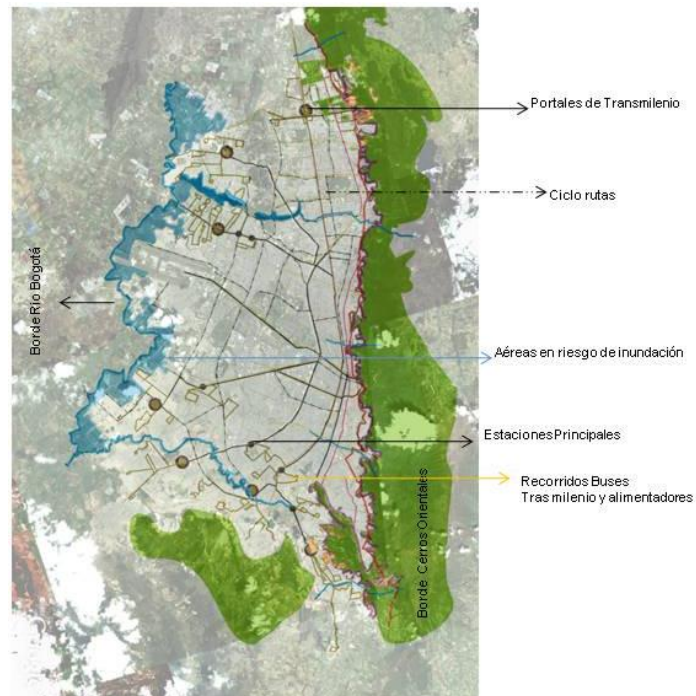 Portales de Transmilenio
Ciclo rutas
Borde Río Bogotá
Aéreas en riesgo de inundación
Estaciones Principales
Recorridos Buses
Tras milenio y alimentadores
Borde Cerros Orientales